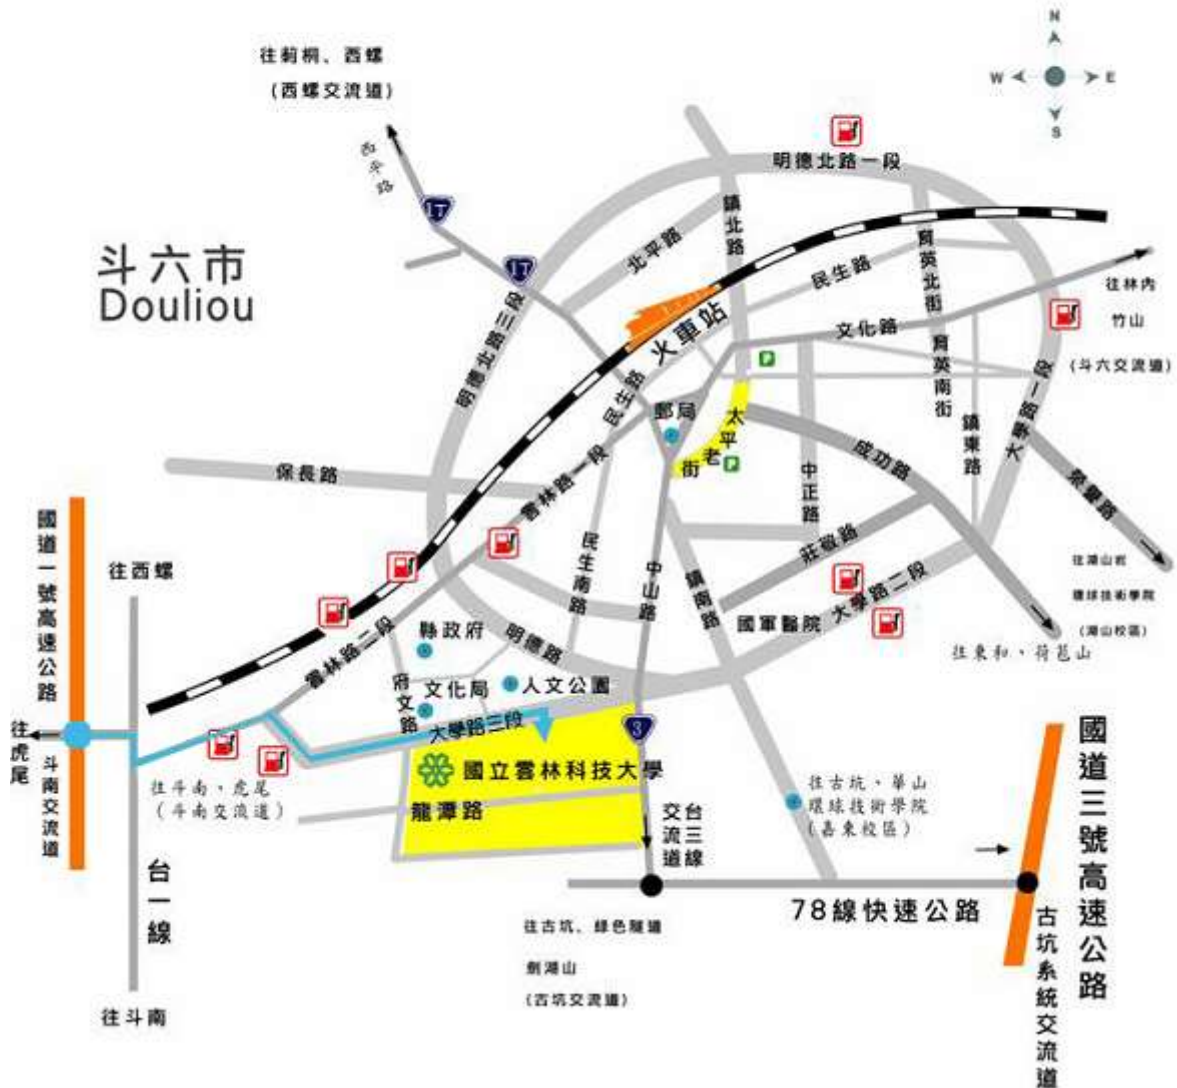 N
W
E
S
往莿桐、西螺
(西螺交流道)
西平路
1丁
1丁
斗六市
Douliou
明德北路一段
鎮北路
北平路
民生路
育英北街
往林內
竹山
(斗六交流道)
文化路
火車站
明德北路三段
民生路
育英南街
P
郵局
太平老街
P
鎮東路
大學路一段
成功路
中正路
榮譽路
保長路
雲林路一段
國道一號高速公路
往西螺
民生南路
中山路
鎮南路
莊敬路
大學路二段
國軍醫院
往湖山岩
環球技術學院
(湖山校區)
往東和、荷苞山
縣政府
明德路
雲林路二段
府文路
文化局
人文公園
大學路三段
3
往虎尾
斗南交流道
往斗南、虎尾
(斗南交流道)
國立雲林科技大學
龍潭路
往古坑、華山
環球技術學院
(嘉東校區)
台三線
交流道
台一線
78線快速公路
國道三號高速公路
古坑系統交流道
往古坑、綠色隧道
劍湖山
(古坑交流道)
往斗南